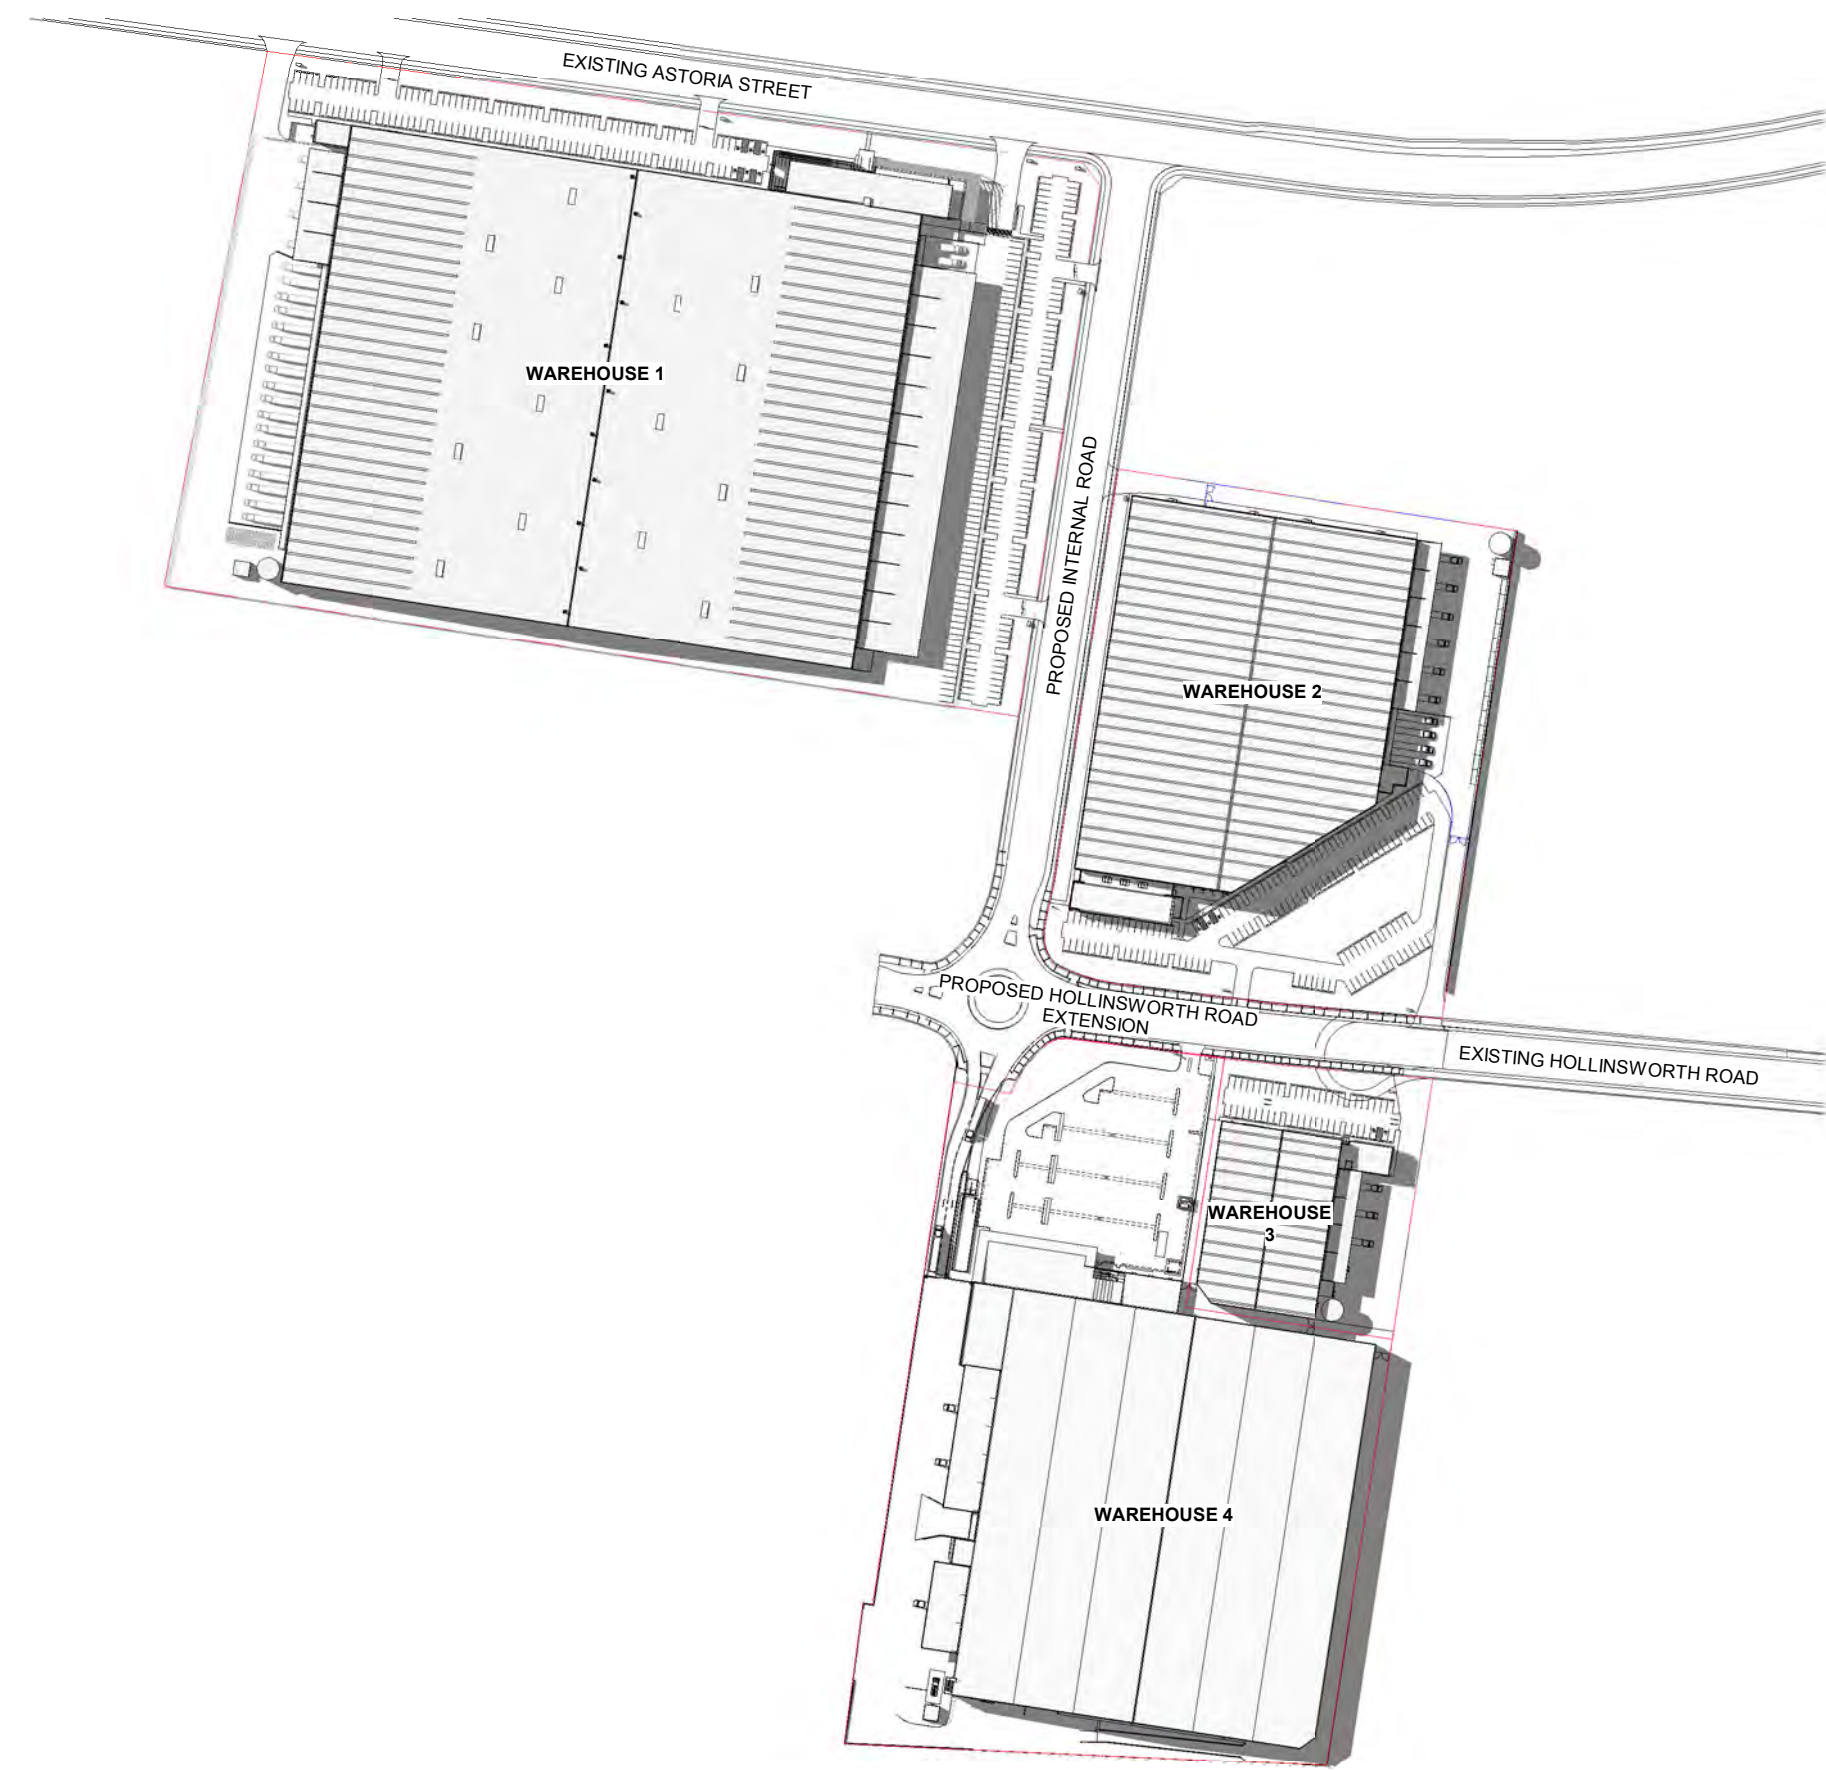 EXISTING ASTORIA STREET
WAREHOUSE 1
PROPOSED INTERNAL ROAD
WAREHOUSE 2
PROPOSED HOLLINSWORTH ROAD
EXTENSION
EXISTING HOLLINSWORTH ROAD
WAREHOUSE
3
WAREHOUSE 4